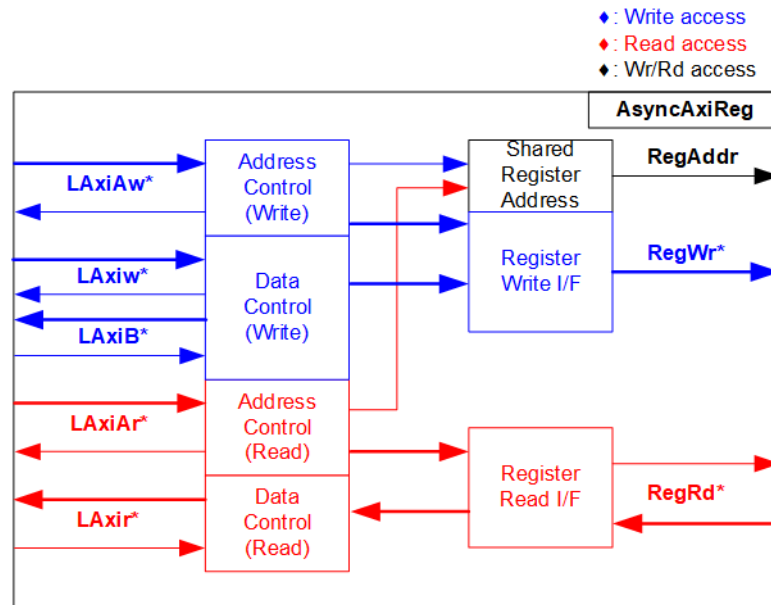 ♦: Write access
♦: Read access
♦: Wr/Rd access
AsyncAxiReg
LAxiAw*
Address
Control
(Write)
Shared
Register
Address
RegAddr
LAxiw*
LAxiB*
Data
Control
(Write)
Register
Write I/F
RegWr*
LAxiAr*
Address
Control
(Read)
LAxir*
Data
Control
(Read)
Register
Read I/F
RegRd*